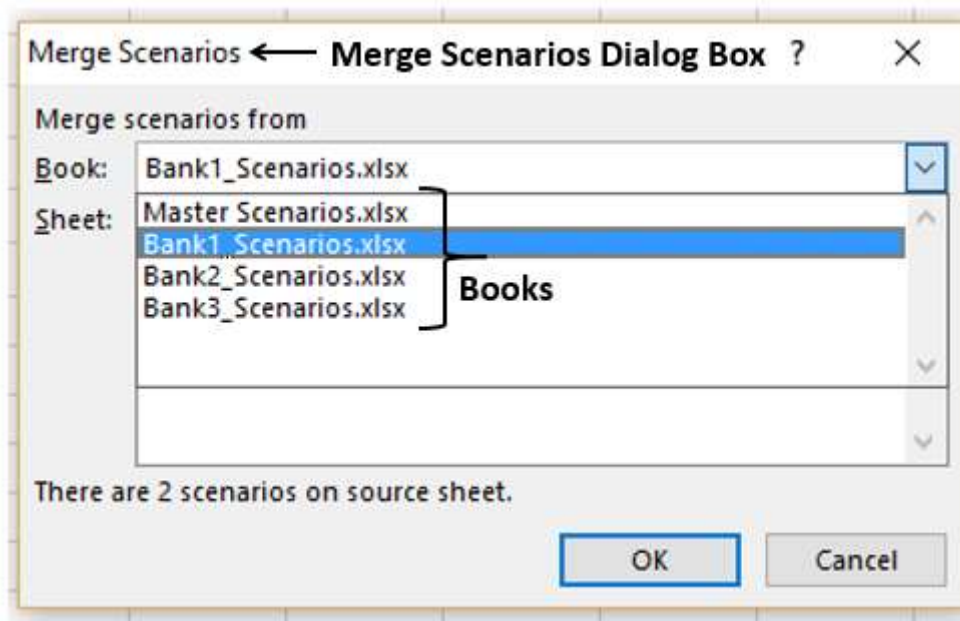 Merge Scenarios Merge Scenarios Dialog Box ?
Merge scenarios from
Book: Bank1_Scenarios.xlsx
Sheet: Master Scenarios.xlsx
Bank1_Scenarios.xlsx
Bank2_Scenarios.xlsx
Books
Bank3_Scenarios.xlsx
There are 2 scenarios on source sheet.
OK Cancel